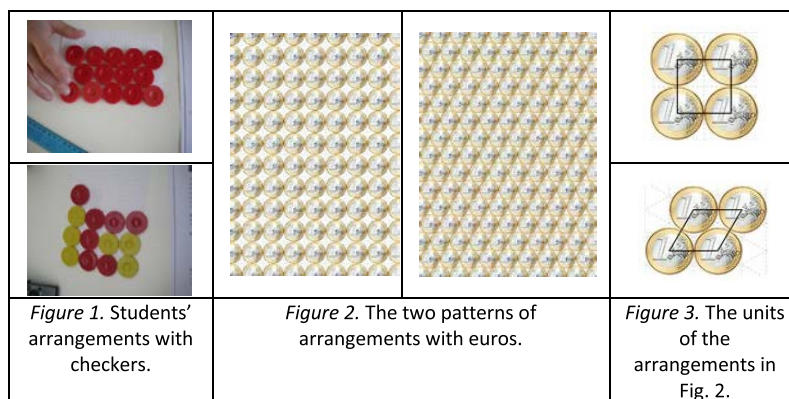 Figure 1. Students’
arrangements with
checkers.
Figure 2. The two patterns of
arrangements with euros.
Figure 3. The units
of the
arrangements in
Fig. 2.